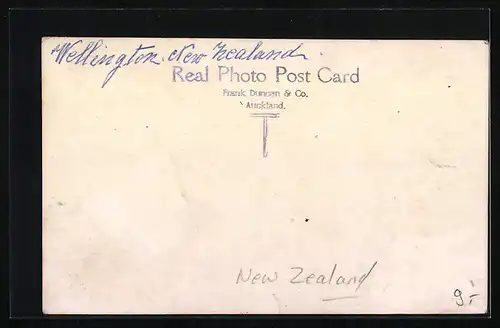 Wellington. New Zealand.
Real Photo Post Card
Frank Duncan & Co.
Auckland.
New Zealand
9.-